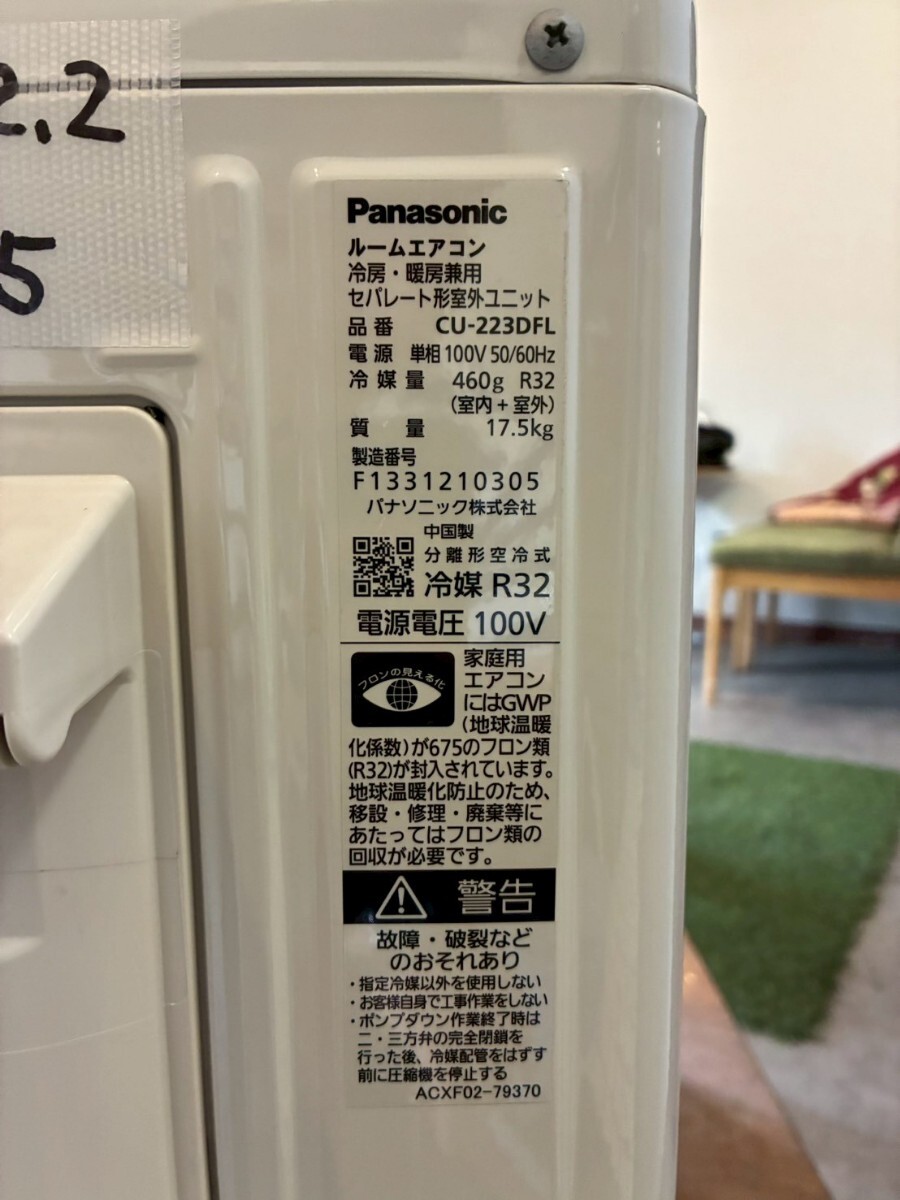 2.2
5
Panasonic
ルームエアコン
冷房・暖房兼用
セパレート形室外ユニット
品番 CU-223DFL
電源 単相100V 50/60Hz
冷媒量 460g R32
(室内+室外)
質量 17.5kg
製造番号
F1331210305
パナソニック株式会社
中国製
分離形空冷式
冷媒 R32
電源電圧 100V
フロンの見える化
家庭用
エアコン
にはGWP
(地球温暖
化係数)が675のフロン類
(R32)が封入されています。
地球温暖化防止のため、
移設・修理・廃棄等に
あたってはフロン類の
回収が必要です。
警告
故障・破裂など
のおそれあり
・指定冷媒以外を使用しない
・お客様自身で工事作業をしない
・ポンプダウン作業終了時は
二・三方弁の完全閉鎖を
行った後、冷媒配管をはずす
前に圧縮機を停止する
ACXF02-79370